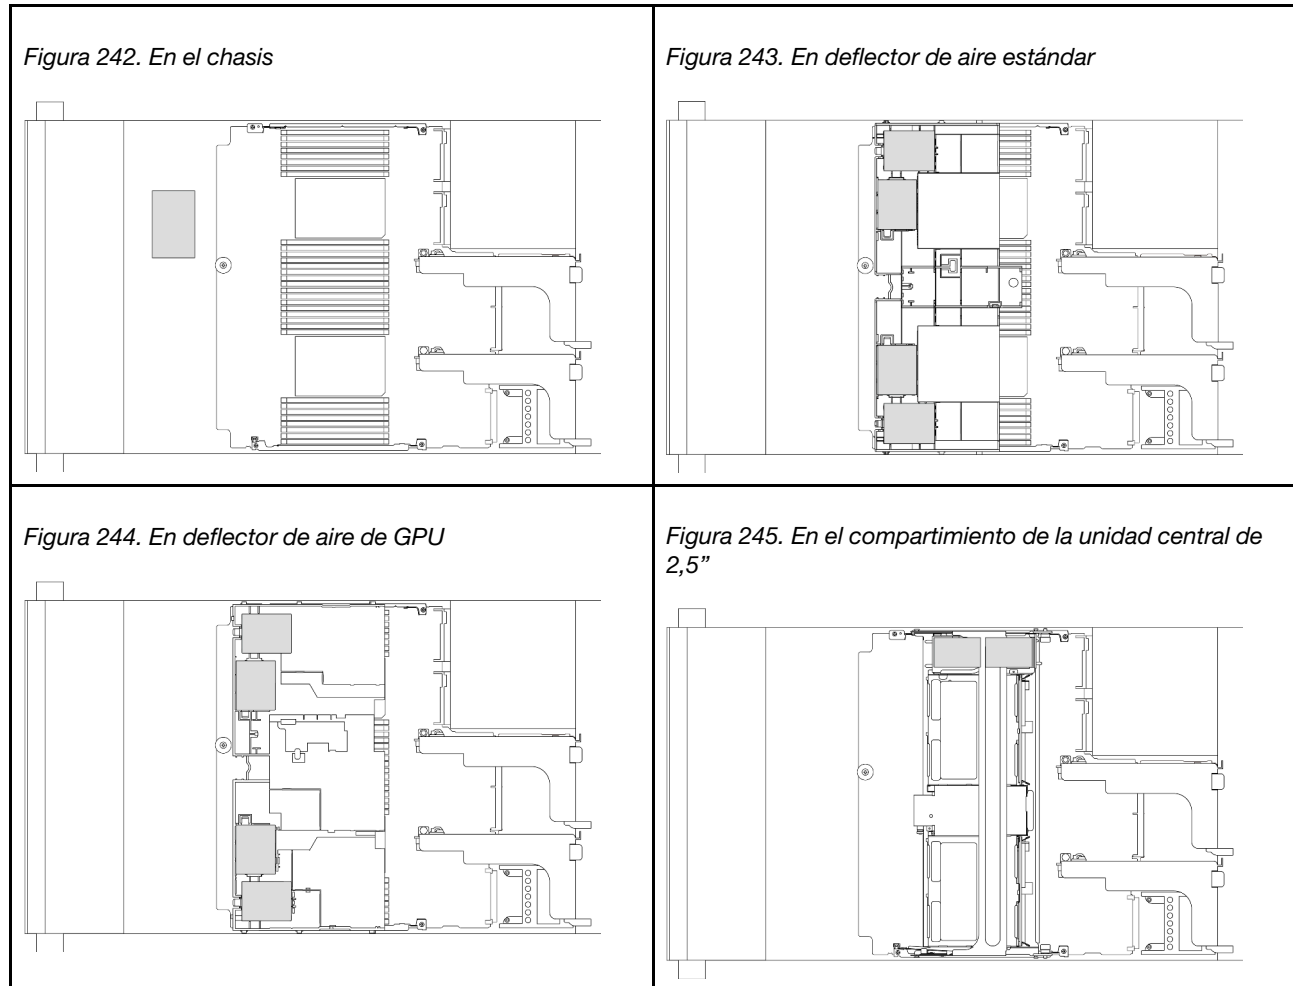 Figura 242. En el chasis
Figura 243. En deflector de aire estándar
Figura 244. En deflector de aire de GPU
Figura 245. En el compartimiento de la unidad central de
2,5”